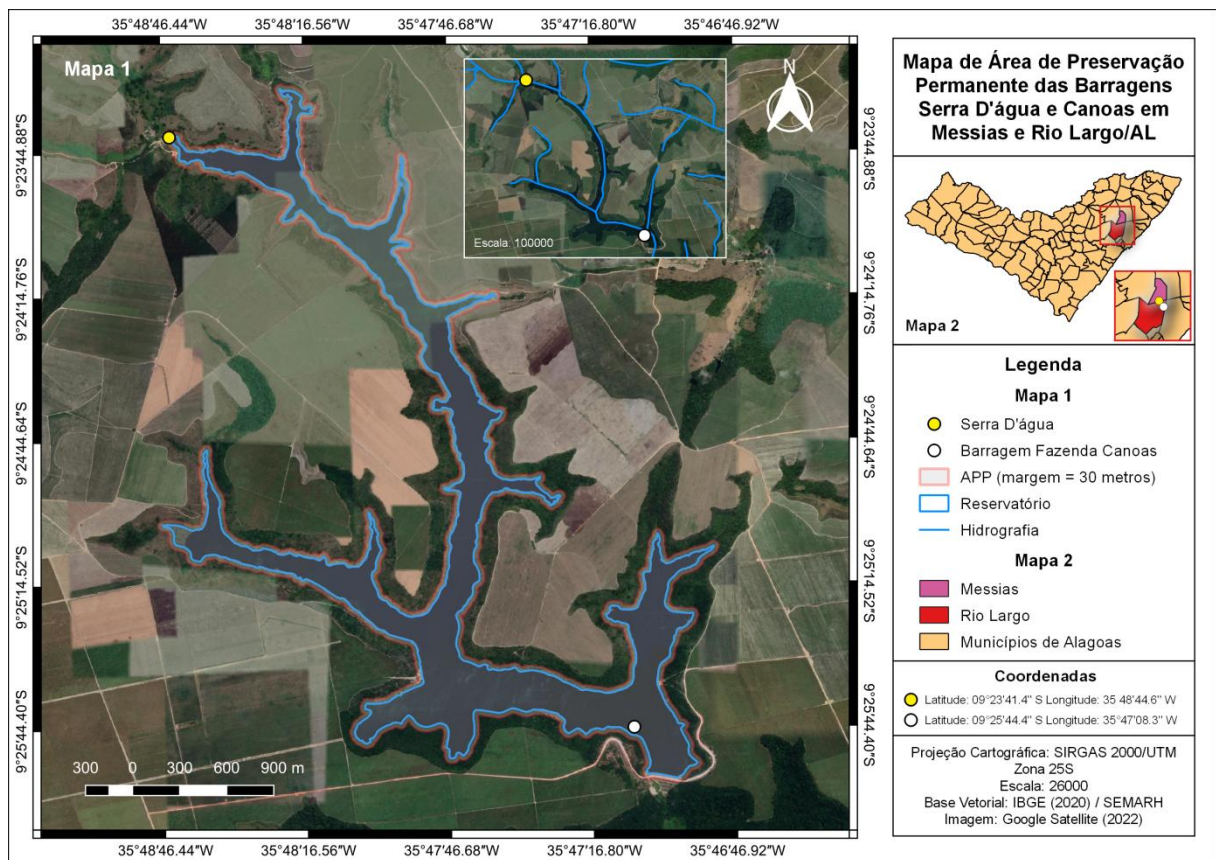 35°48'46.44"W 35°48'16.56"W 35°47'46.68"W 35°47'16.80"W 35°46'46.92"W
Mapa 1
N
Escala: 100000
9°23'44.88"S
9°24'14.76"S
9°24'44.64"S
9°25'14.52"S
9°25'44.40"S
9°23'44.88"S
9°24'14.76"S
9°24'44.64"S
9°25'14.52"S
9°25'44.40"S
300 0 300 600 900 m
35°48'46.44"W 35°48'16.56"W 35°47'46.68"W 35°47'16.80"W 35°46'46.92"W
Mapa de Área de Preservação
Permanente das Barragens
Serra D'água e Canoas em
Messias e Rio Largo/AL
Mapa 2
Legenda
Mapa 1
Serra D'água
Barragem Fazenda Canoas
APP (margem = 30 metros)
Reservatório
Hidrografia
Mapa 2
Messias
Rio Largo
Municípios de Alagoas
Coordenadas
Latitude: 09°23'41.4" S Longitude: 35 48'44.6" W
Latitude: 09°25'44.4" S Longitude: 35°47'08.3" W
Projeção Cartográfica: SIRGAS 2000/UTM
Zona 25S
Escala: 26000
Base Vetorial: IBGE (2020) / SEMARH
Imagem: Google Satellite (2022)